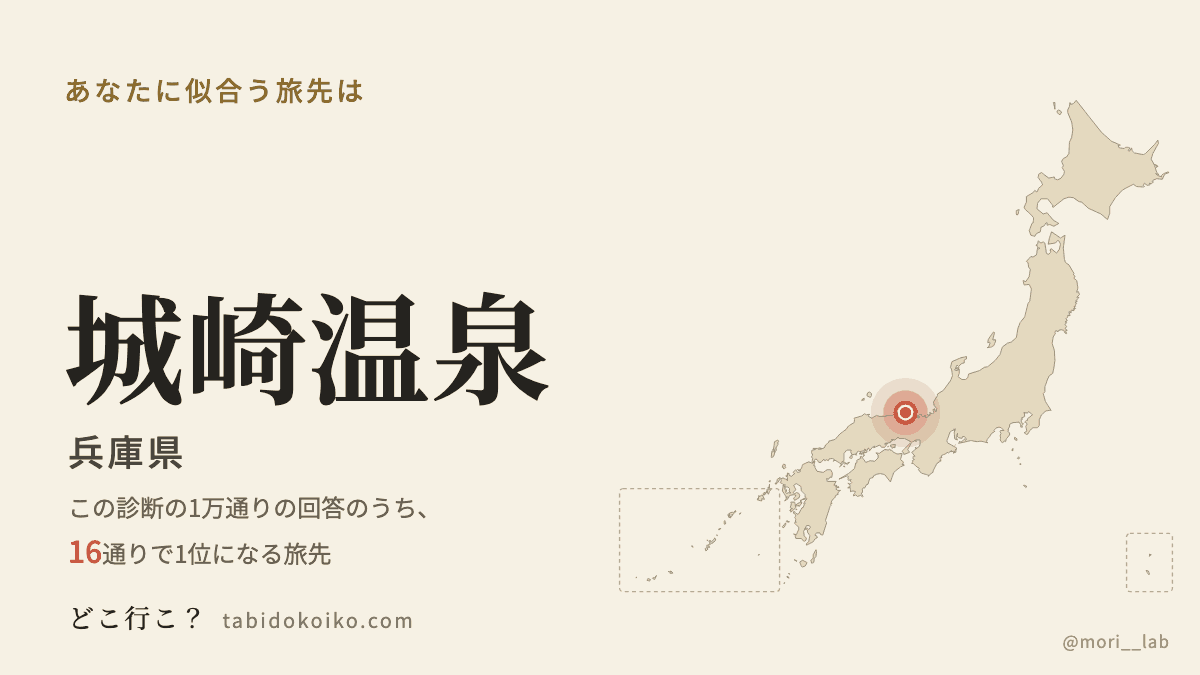 あなたに似合う旅先は
城崎温泉
兵庫県
この診断の1万通りの回答のうち、
16通りで1位になる旅先
どこ行こ？ tabidokoiko.com
@mori__lab